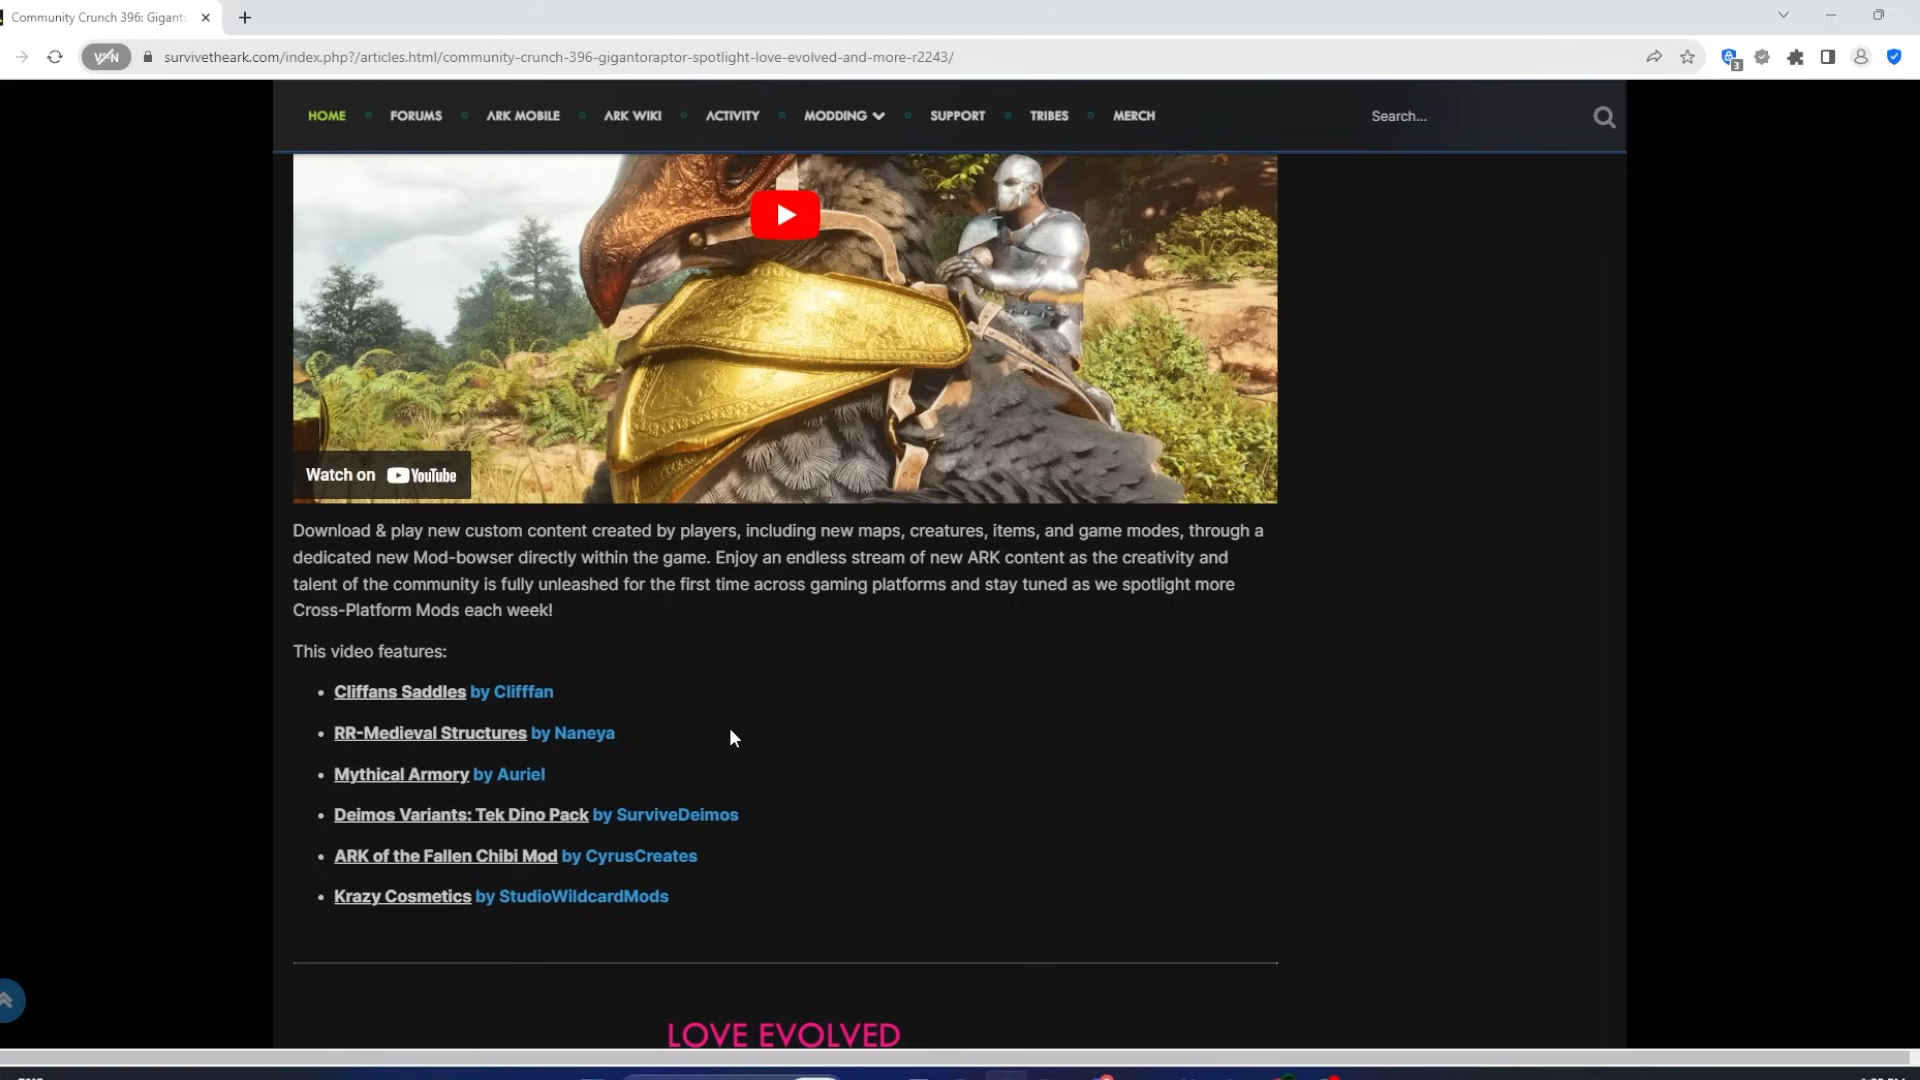 Community Crunch 396: Gigant
survivetheark.com/index.php?/articles.html/community-crunch-396-gigantoraptor-spotlight-love-evolved-and-more-r2243/
3
HOME FORUMS ARK MOBILE ARK WIKI ACTIVITY MODDING SUPPORT TRIBES MERCH Search...
Watch on YouTube
Download & play new custom content created by players, including new maps, creatures, items, and game modes, through a
dedicated new Mod-bowser directly within the game. Enjoy an endless stream of new ARK content as the creativity and
talent of the community is fully unleashed for the first time across gaming platforms and stay tuned as we spotlight more
Cross-Platform Mods each week!
This video features:
• Cliffans Saddles by Clifffan
• RR-Medieval Structures by Naneya
• Mythical Armory by Auriel
• Deimos Variants: Tek Dino Pack by SurviveDeimos
• ARK of the Fallen Chibi Mod by CyrusCreates
• Krazy Cosmetics by StudioWildcardMods
LOVE EVOLVED